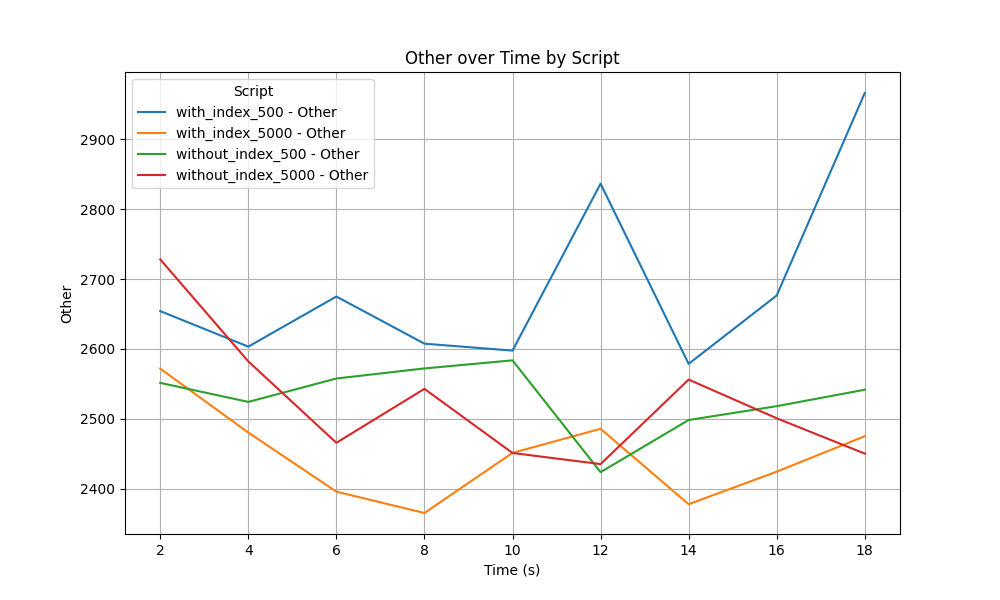 Other over Time by Script
Script
with_index_500 - Other
with_index_5000 - Other
without_index_500 - Other
without_index_5000 - Other
Other
2900
2800
2700
2600
2500
2400
2 4 6 8 10 12 14 16 18
Time (s)